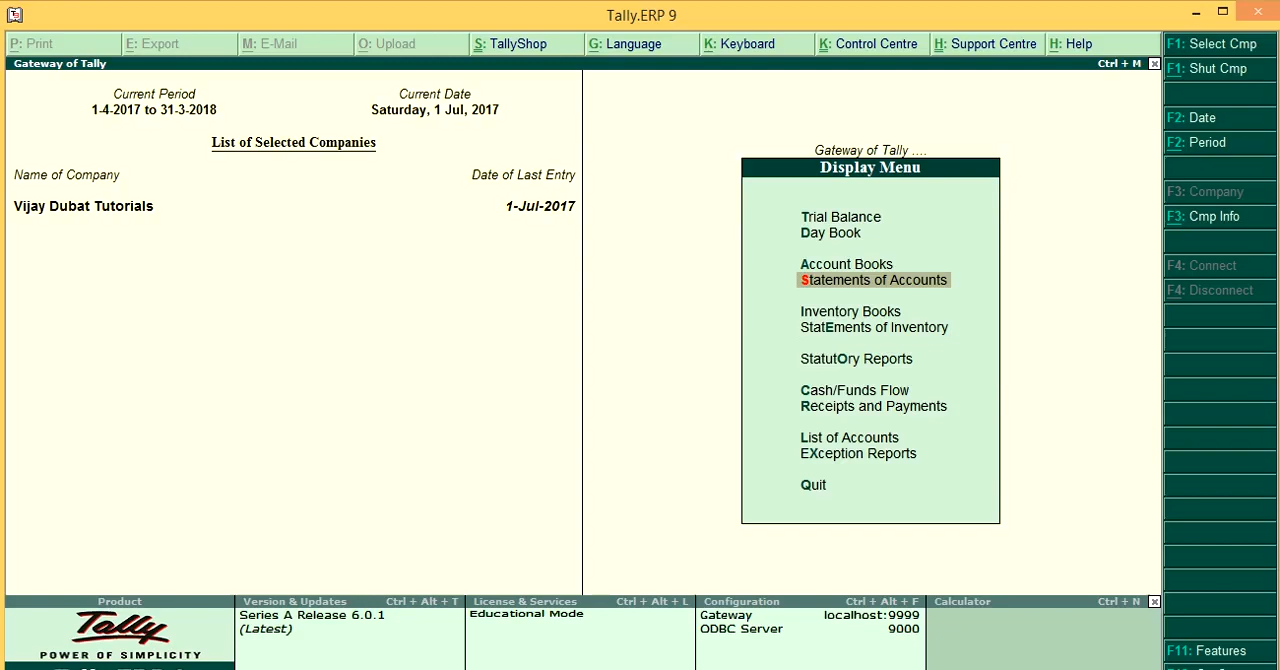 Tally.ERP 9
P: Print E: Export M: E-Mail O: Upload S: TallyShop G: Language K: Keyboard K: Control Centre H: Support Centre H: Help
Gateway of Tally Ctrl + M
Current Period Current Date
1-4-2017 to 31-3-2018 Saturday, 1 Jul, 2017
List of Selected Companies
Name of Company Date of Last Entry
Vijay Dubat Tutorials 1-Jul-2017
Gateway of Tally ....
Display Menu
Trial Balance
Day Book
Account Books
Statements of Accounts
Inventory Books
StatEments of Inventory
StatutOry Reports
Cash/Funds Flow
Receipts and Payments
List of Accounts
EXception Reports
Quit
F1: Select Cmp
F1: Shut Cmp
F2: Date
F2: Period
F3: Company
F3: Cmp Info
F4: Connect
F4: Disconnect
F11: Features
Product
Tally
POWER OF SIMPLICITY
Version & Updates Ctrl + Alt + T
Series A Release 6.0.1
(Latest)
License & Services Ctrl + Alt + L
Educational Mode
Configuration Ctrl + Alt + F
Gateway localhost:9999
ODBC Server 9000
Calculator Ctrl + N